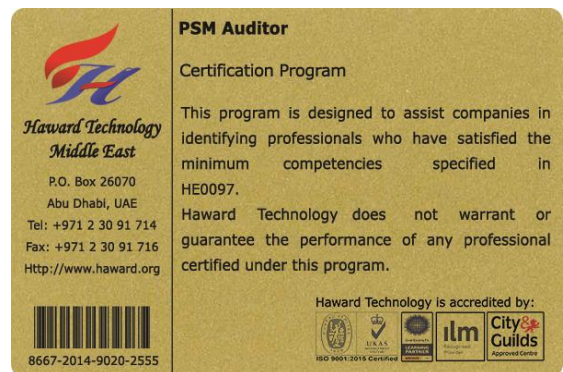 Haward Technology
Middle East
P.O. Box 26070
Abu Dhabi, UAE
Tel: +971 2 30 91 714
Fax: +971 2 30 91 716
Http://www.haward.org
8667-2014-9020-2555
PSM Auditor
Certification Program
This program is designed to assist companies in
identifying professionals who have satisfied the
minimum competencies specified in
HE0097.
Haward Technology does not warrant or
guarantee the performance of any professional
certified under this program.
Haward Technology is accredited by:
UKAS
ISO 9001:2015 Certified
ilm
City&
Guilds
Approved Centre